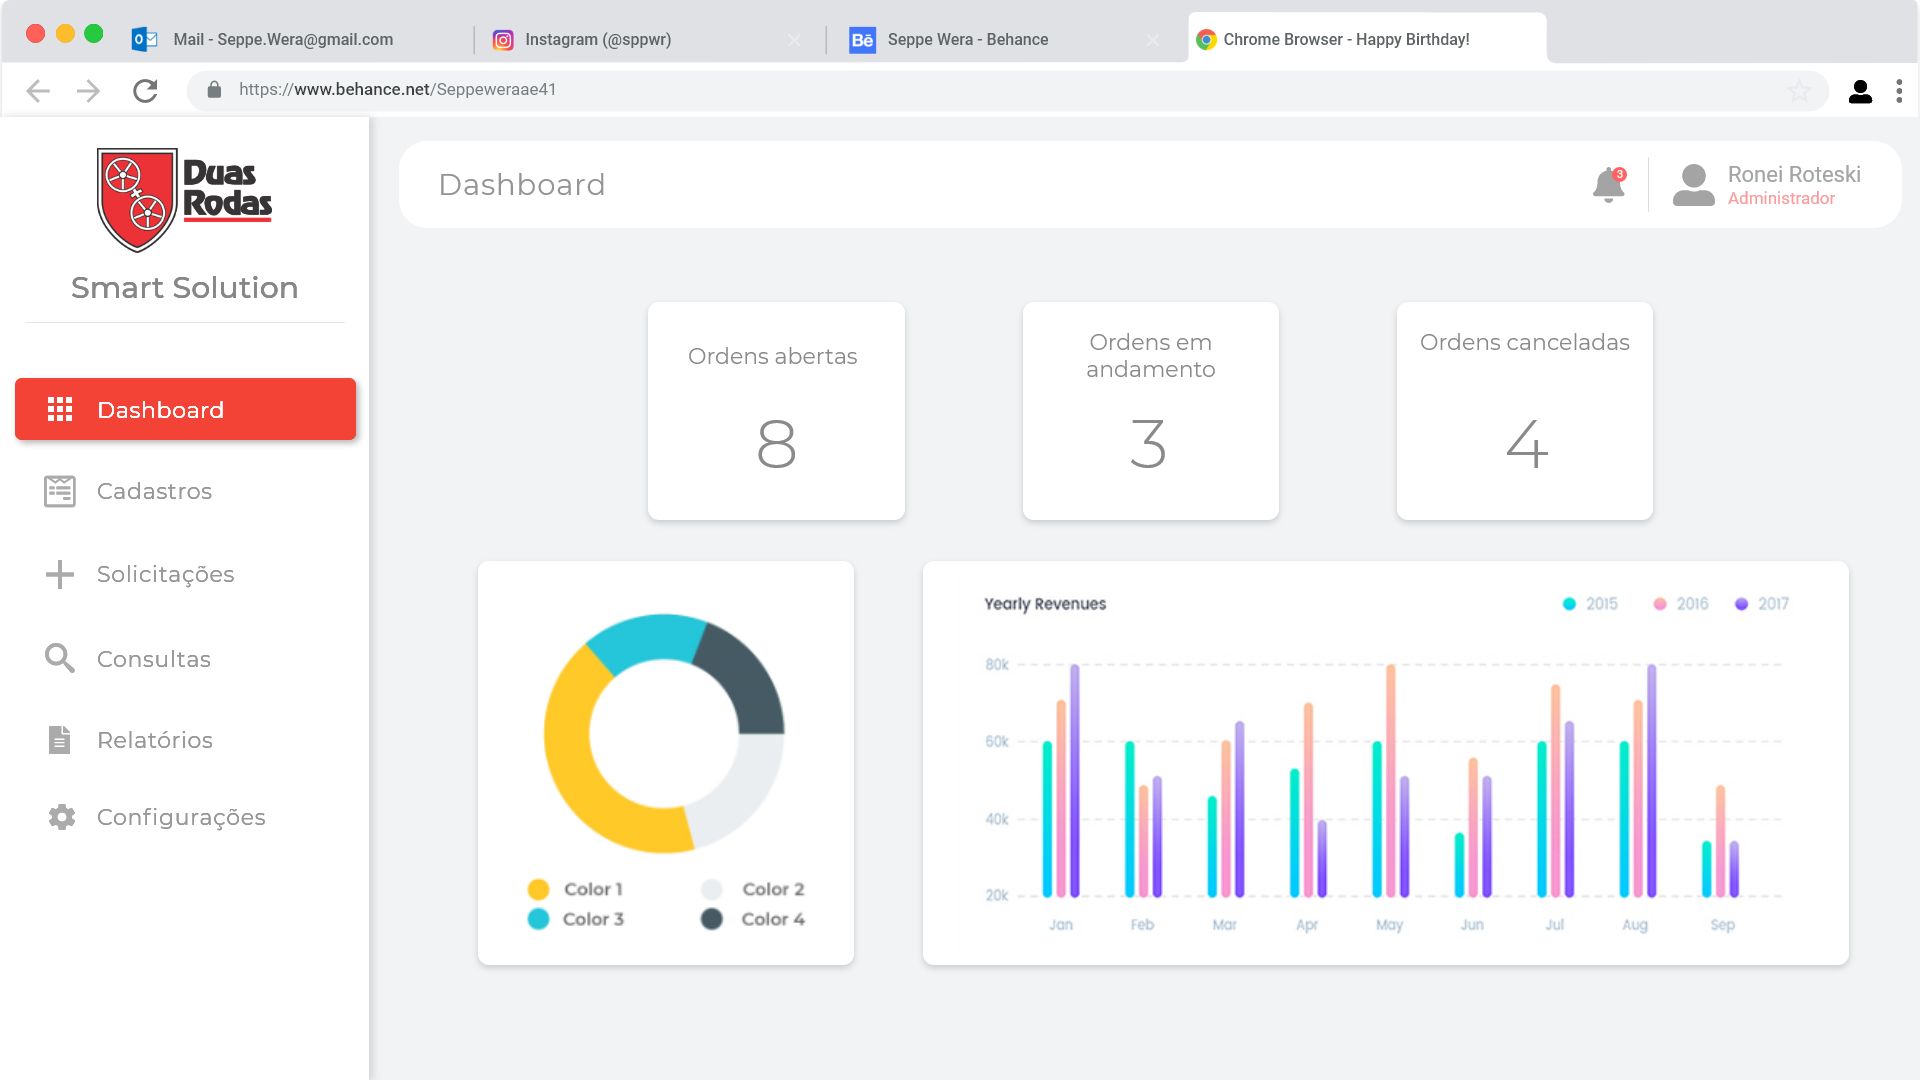 Mail - Seppe.Wera@gmail.com
Instagram (@sppwr)
Bē
Seppe Wera - Behance
Chrome Browser - Happy Birthday!
https://www.behance.net/Seppeweraae41
Duas
Rodas
Smart Solution
Dashboard
Cadastros
Solicitações
Consultas
Relatórios
Configurações
Dashboard
3
Ronei Roteski
Administrador
Ordens abertas
8
Ordens em
andamento
3
Ordens canceladas
4
Color 1
Color 2
Color 3
Color 4
Yearly Revenues
2015
2016
2017
80k
60k
40k
20k
Jan
Feb
Mar
Apr
May
Jun
Jul
Aug
Sep